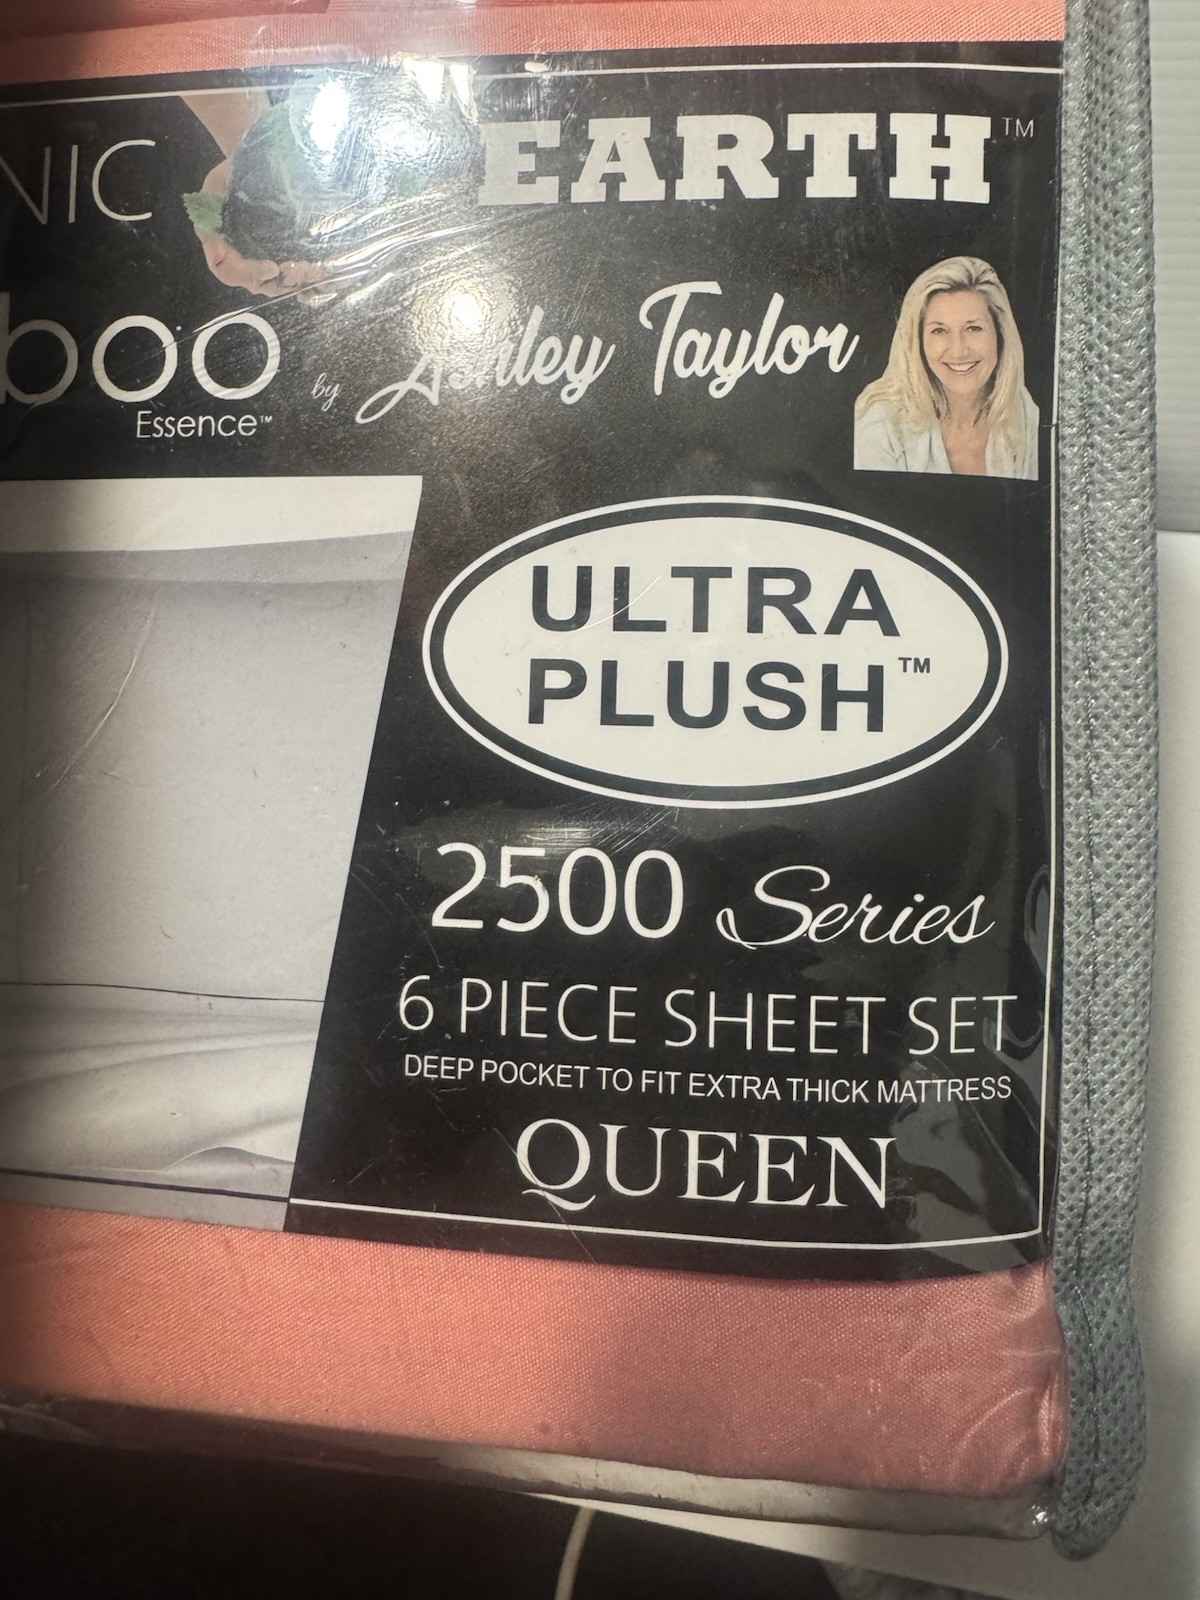 NIC EARTH™
boo by Ashley Taylor
Essence™
ULTRA
PLUSH™
2500 Series
6 PIECE SHEET SET
DEEP POCKET TO FIT EXTRA THICK MATTRESS
QUEEN